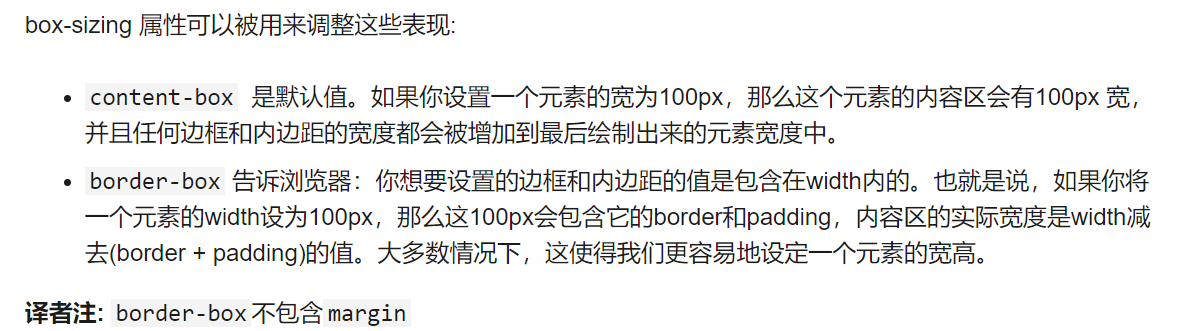 box-sizing 属性可以被用来调整这些表现:
content-box 是默认值。如果你设置一个元素的宽为100px，那么这个元素的内容区会有100px 宽，
并且任何边框和内边距的宽度都会被增加到最后绘制出来的元素宽度中。
border-box 告诉浏览器：你想要设置的边框和内边距的值是包含在width内的。也就是说，如果你将
一个元素的width设为100px，那么这100px会包含它的border和padding，内容区的实际宽度是width减
去(border + padding)的值。大多数情况下，这使得我们更容易地设定一个元素的宽高。
译者注: border-box不包含margin